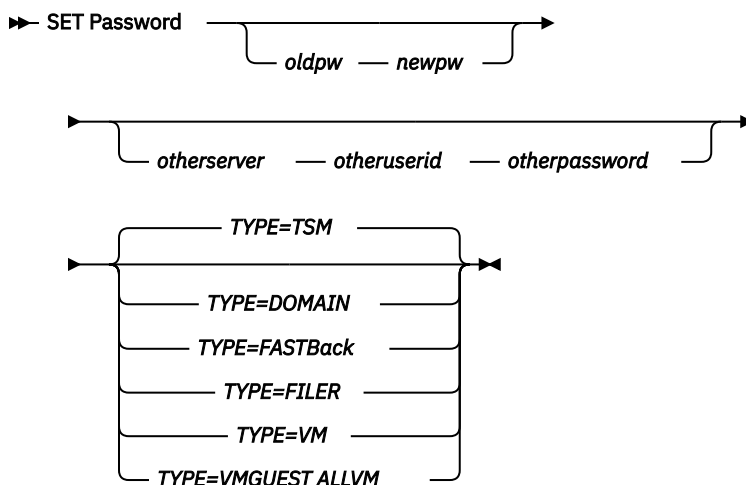 SET Password
oldpw newpw
otherserver otheruserid otherpassword
TYPE=TSM
TYPE=DOMAIN
TYPE=FASTBack
TYPE=FILER
TYPE=VM
TYPE=VMGUEST ALLVM